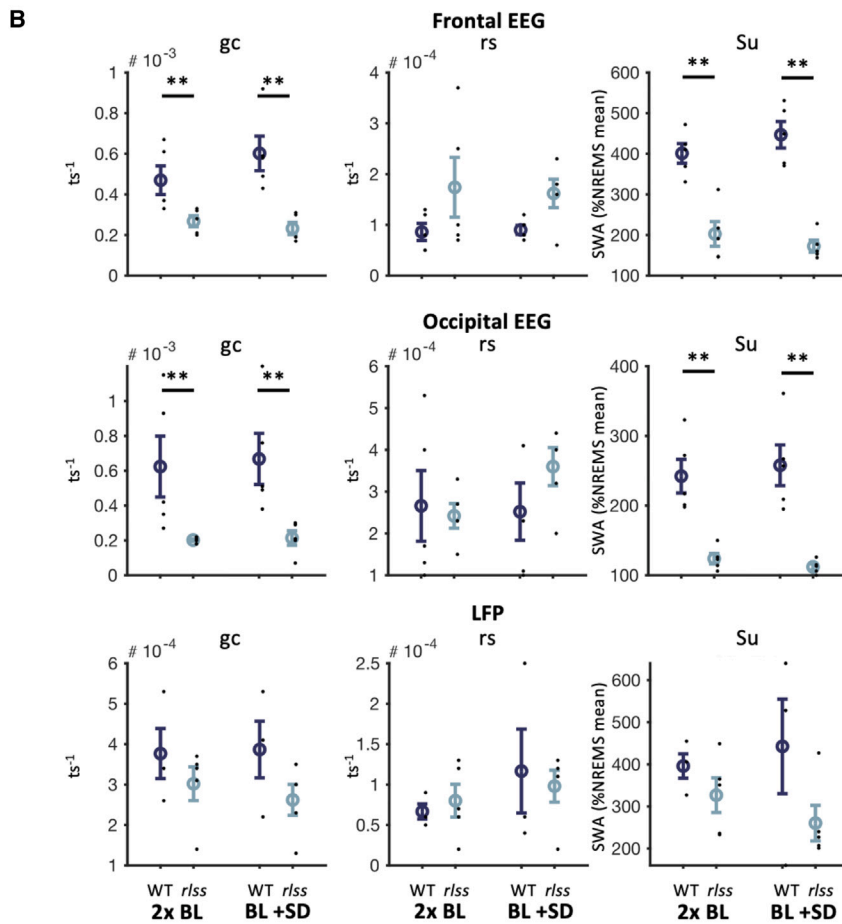 B
Frontal EEG
gc rs Su
# 10⁻³ # 10⁻⁴
1 4 600
** ** ** **
0.8 500
0.6 3 400
0.4 2 300
0.2 1 200
0 0 100
ts⁻¹ ts⁻¹ SWA (%NREMS mean)
Occipital EEG
gc rs Su
# 10⁻³ # 10⁻⁴
** ** ** **
1 6 400
0.8 5
0.6 4 300
0.4 3 200
0.2 2
0 1 100
ts⁻¹ ts⁻¹ SWA (%NREMS mean)
LFP
gc rs Su
# 10⁻⁴ # 10⁻⁴
6 2.5 600
5 2 500
4 1.5 400
3 1 300
2 0.5 200
1 0
ts⁻¹ ts⁻¹ SWA (%NREMS mean)
WT rlss WT rlss WT rlss WT rlss WT rlss WT rlss
2x BL BL +SD 2x BL BL +SD 2x BL BL +SD